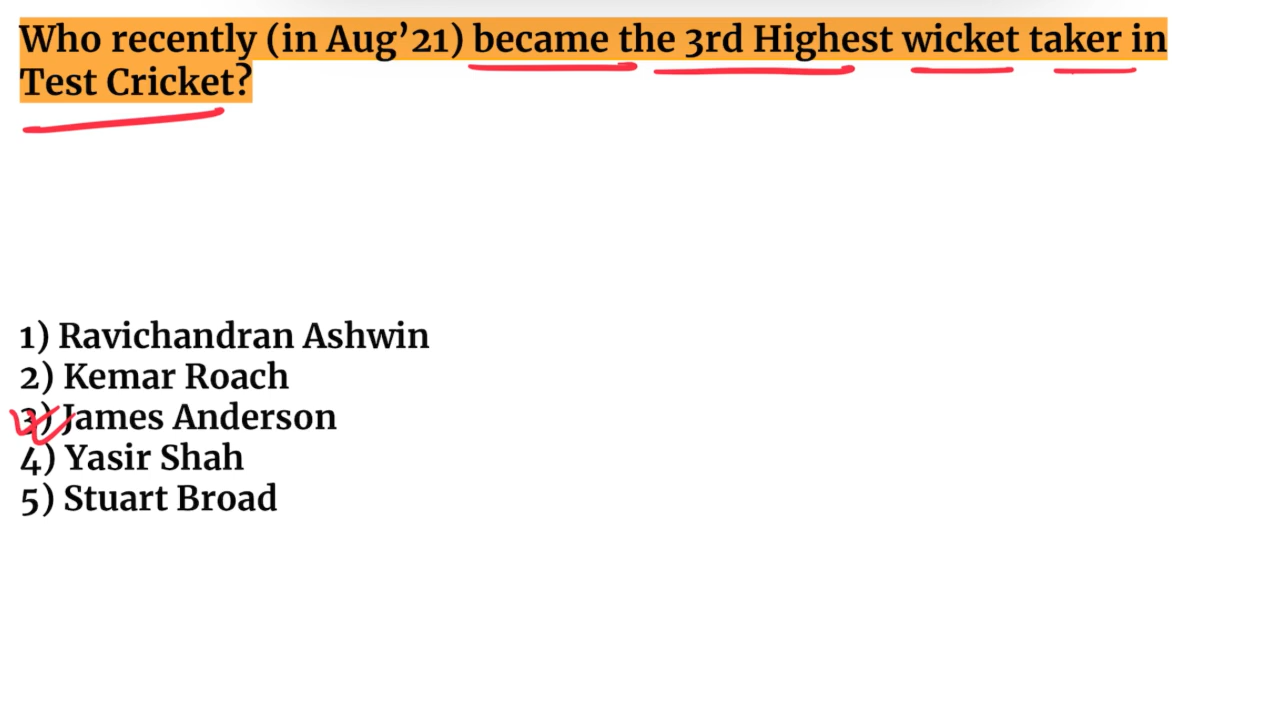 Who recently (in Aug’21) became the 3rd Highest wicket taker in
Test Cricket?
1) Ravichandran Ashwin
2) Kemar Roach
3) James Anderson
4) Yasir Shah
5) Stuart Broad